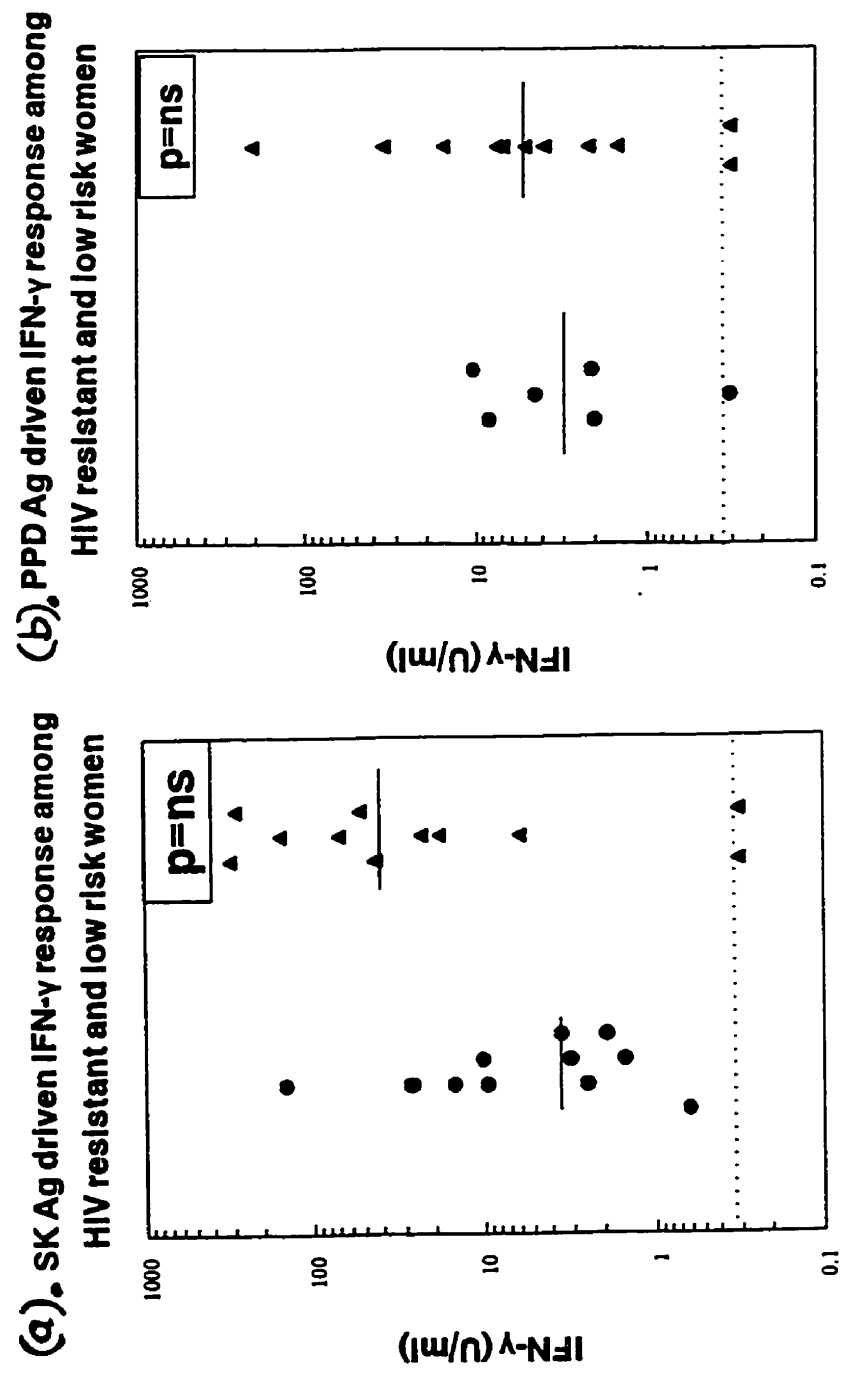 (a). SK Ag driven IFN-γ response among
HIV resistant and low risk women
p=ns
1000
100
10
1
0.1
IFN-γ (U/ml)
(b). PPD Ag driven IFN-γ response among
HIV resistant and low risk women
p=ns
1000
100
10
1
0.1
IFN-γ (U/ml)